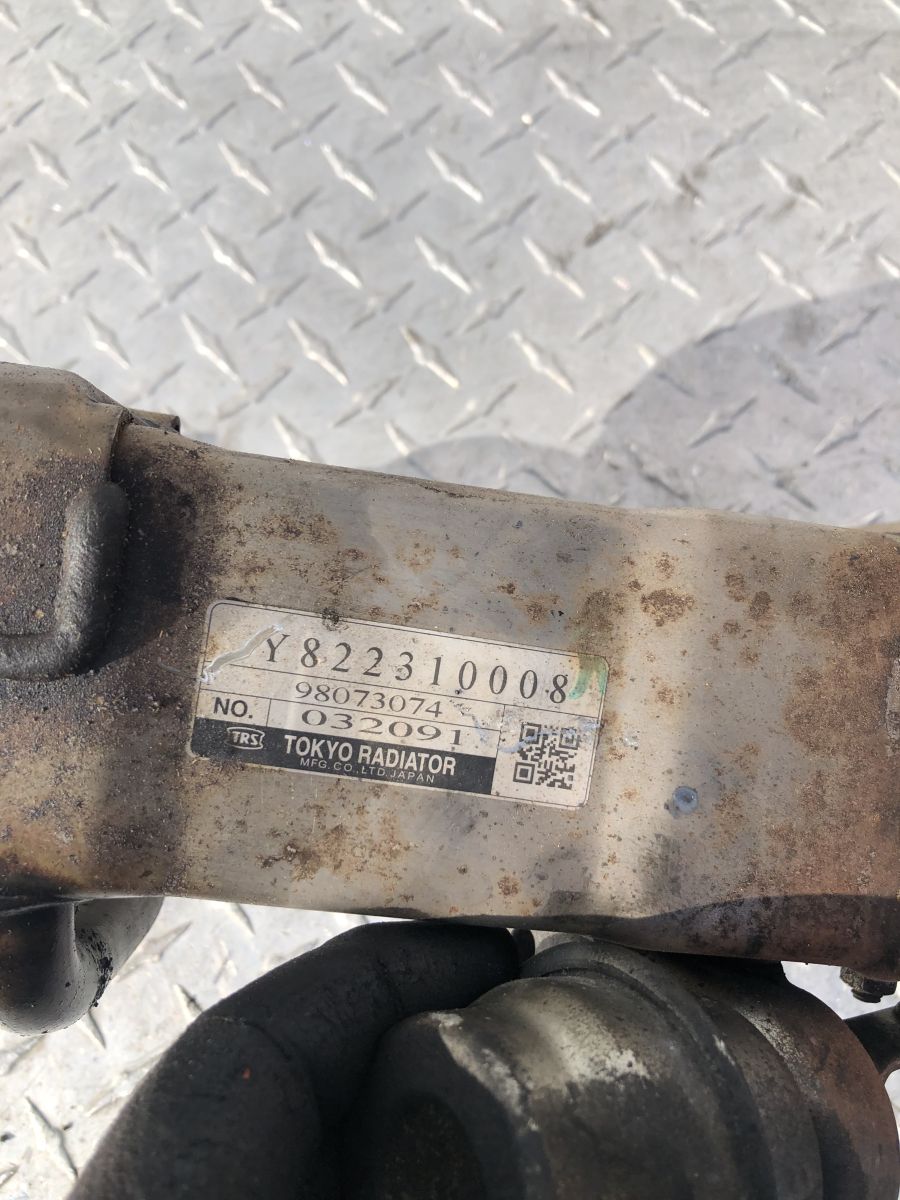 Y822310008
98073074
NO. 032091
TRS TOKYO RADIATOR
MFG.CO.,LTD.JAPAN